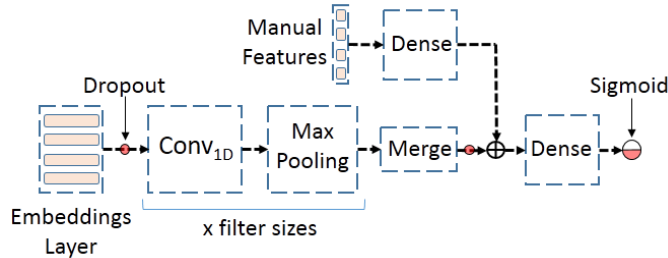 Manual
Features
Dense
Dropout
Sigmoid
Conv1D
Max
Pooling
Merge
Dense
Embeddings
Layer
x filter sizes